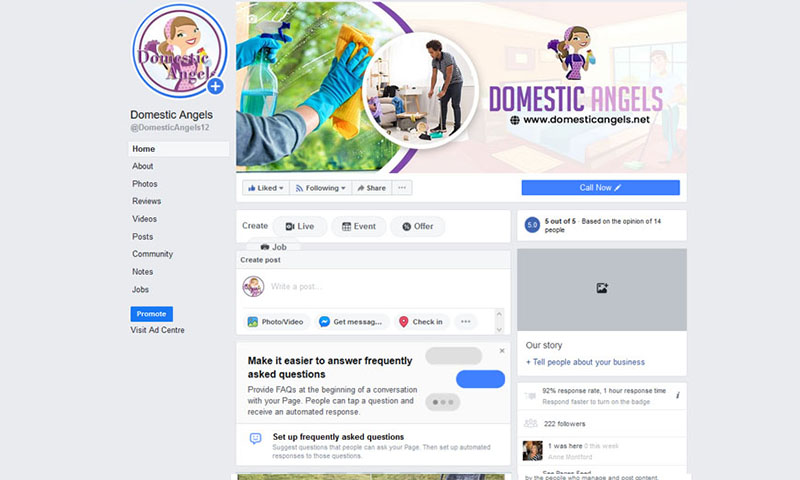 Domestic
Angels
Domestic Angels
@DomesticAngels12
Home
About
Photos
Reviews
Videos
Posts
Community
Notes
Jobs
Promote
Visit Ad Centre
DOMESTIC ANGELS
www.domesticangels.net
Liked
Following
Share
Call Now
Create
Live
Event
Offer
Job
Create post
Write a post...
Photo/Video
Get messag...
Check in
Make it easier to answer frequently
asked questions
Provide FAQs at the beginning of a conversation
with your Page. People can tap a question and
receive an automated response.
Set up frequently asked questions
Suggest questions that people can ask your Page. Then set up automated
responses to those questions.
5.0
5 out of 5 · Based on the opinion of 14
people
Our story
+ Tell people about your business
92% response rate, 1 hour response time
Respond faster to turn on the badge
i
222 followers
1 was here 0 this week
Anne Montford
See Pages Feed
by the people who manage and post content.